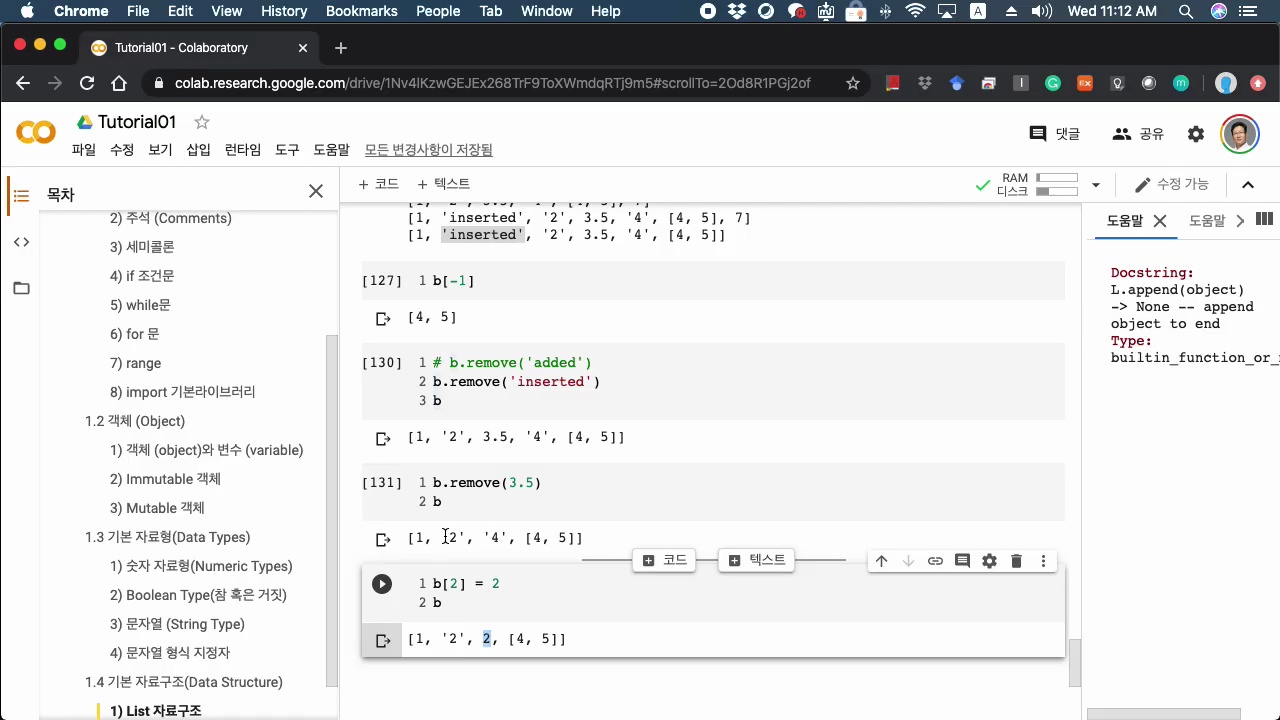 Chrome File Edit View History Bookmarks People Tab Window Help Wed 11:12 AM
Tutorial01 - Colaboratory
colab.research.google.com/drive/1Nv4lKzwGEJEx268TrF9ToXWmdqRTj9m5#scrollTo=2Od8R1PGj2of
Tutorial01
파일 수정 보기 삽입 런타임 도구 도움말 모든 변경사항이 저장됨
댓글 공유
목차
+ 코드 + 텍스트
RAM
디스크
수정 가능
2) 주석 (Comments)
3) 세미콜론
4) if 조건문
5) while문
6) for 문
7) range
8) import 기본라이브러리
1.2 객체 (Object)
1) 객체 (object)와 변수 (variable)
2) Immutable 객체
3) Mutable 객체
1.3 기본 자료형(Data Types)
1) 숫자 자료형(Numeric Types)
2) Boolean Type(참 혹은 거짓)
3) 문자열 (String Type)
4) 문자열 형식 지정자
1.4 기본 자료구조(Data Structure)
1) List 자료구조
[1, 'inserted', '2', 3.5, '4', [4, 5], 7]
[1, 'inserted', '2', 3.5, '4', [4, 5]]
[127] 1 b[-1]
[4, 5]
[130] 1 # b.remove('added')
2 b.remove('inserted')
3 b
[1, '2', 3.5, '4', [4, 5]]
[131] 1 b.remove(3.5)
2 b
[1, '2', '4', [4, 5]]
코드 텍스트
1 b[2] = 2
2 b
[1, '2', 2, [4, 5]]
도움말 도움말
Docstring:
L.append(object)
-> None -- append
object to end
Type:
builtin_function_or_